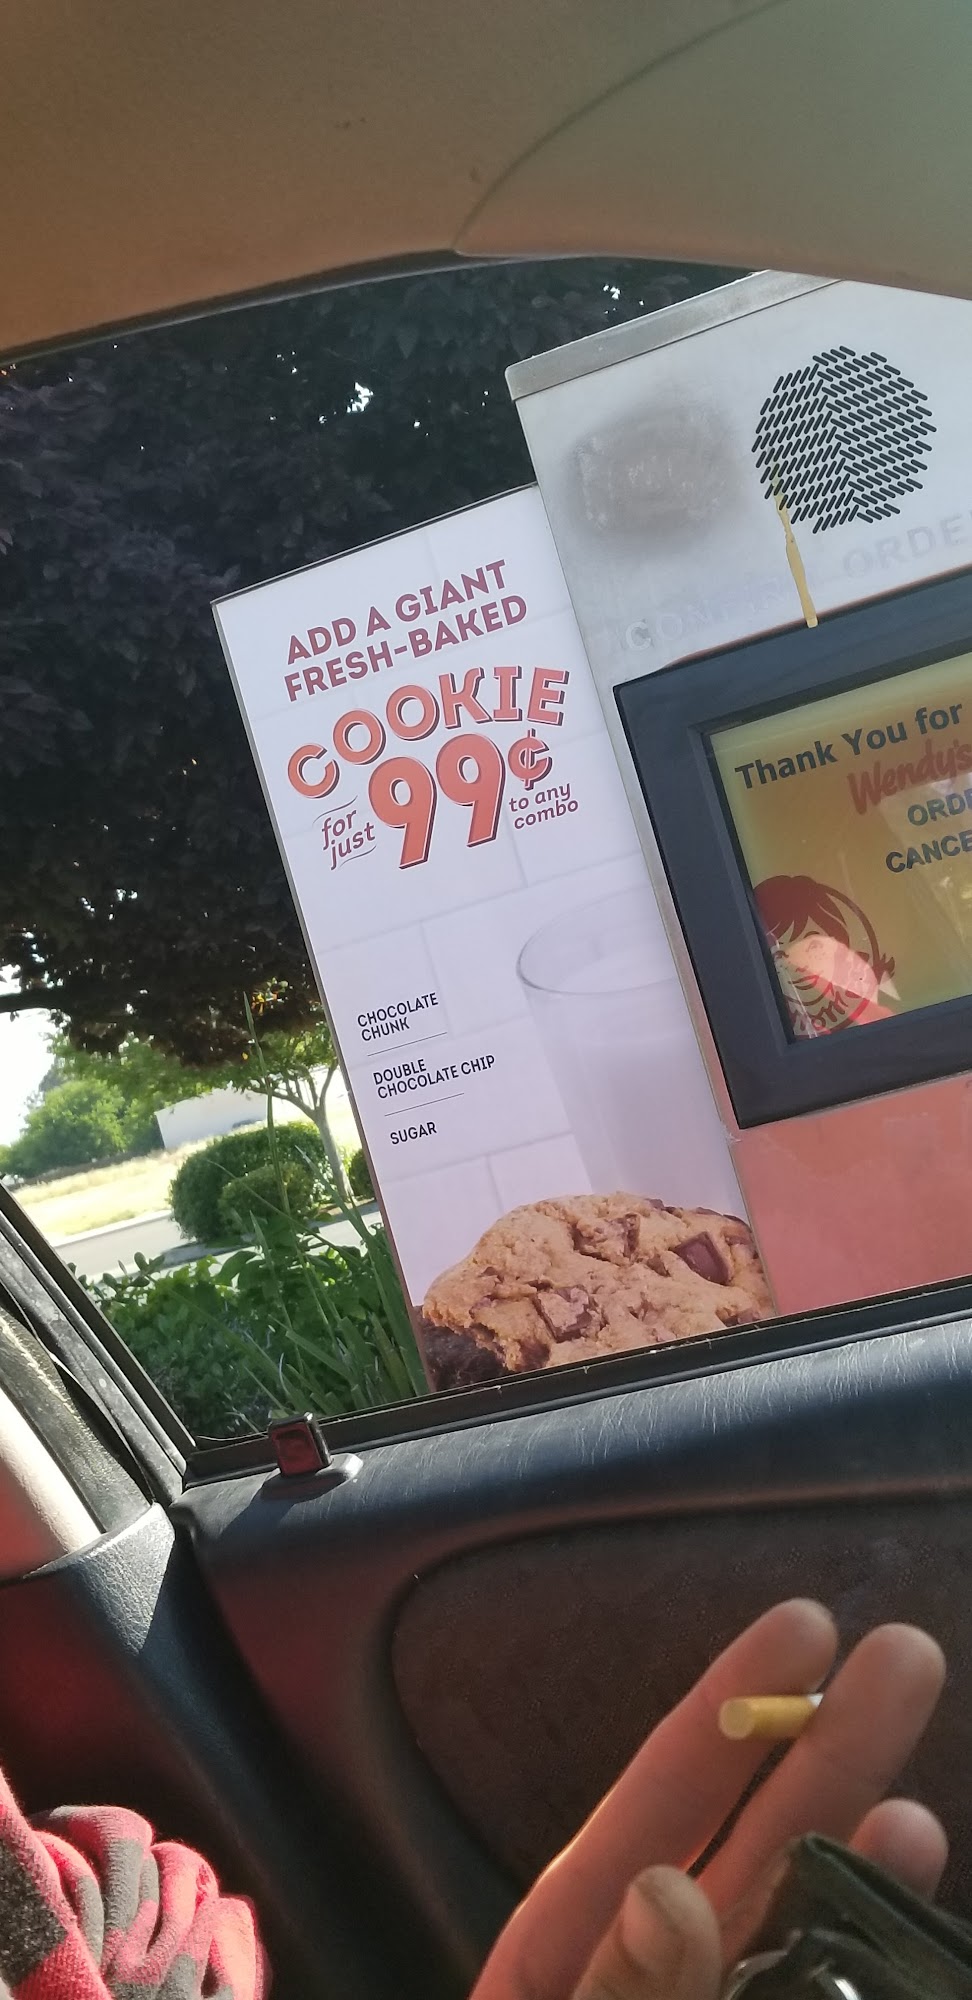 ADD A GIANT
FRESH-BAKED
COOKIE
for
just
99¢
to any
combo
CHOCOLATE
CHUNK
DOUBLE
CHOCOLATE CHIP
SUGAR
Thank You for
Wendy's